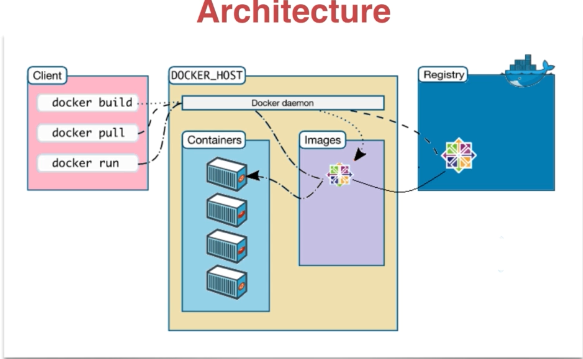 Architecture
Client
DOCKER_HOST
Registry
docker build
Docker daemon
docker pull
Containers
Images
docker run